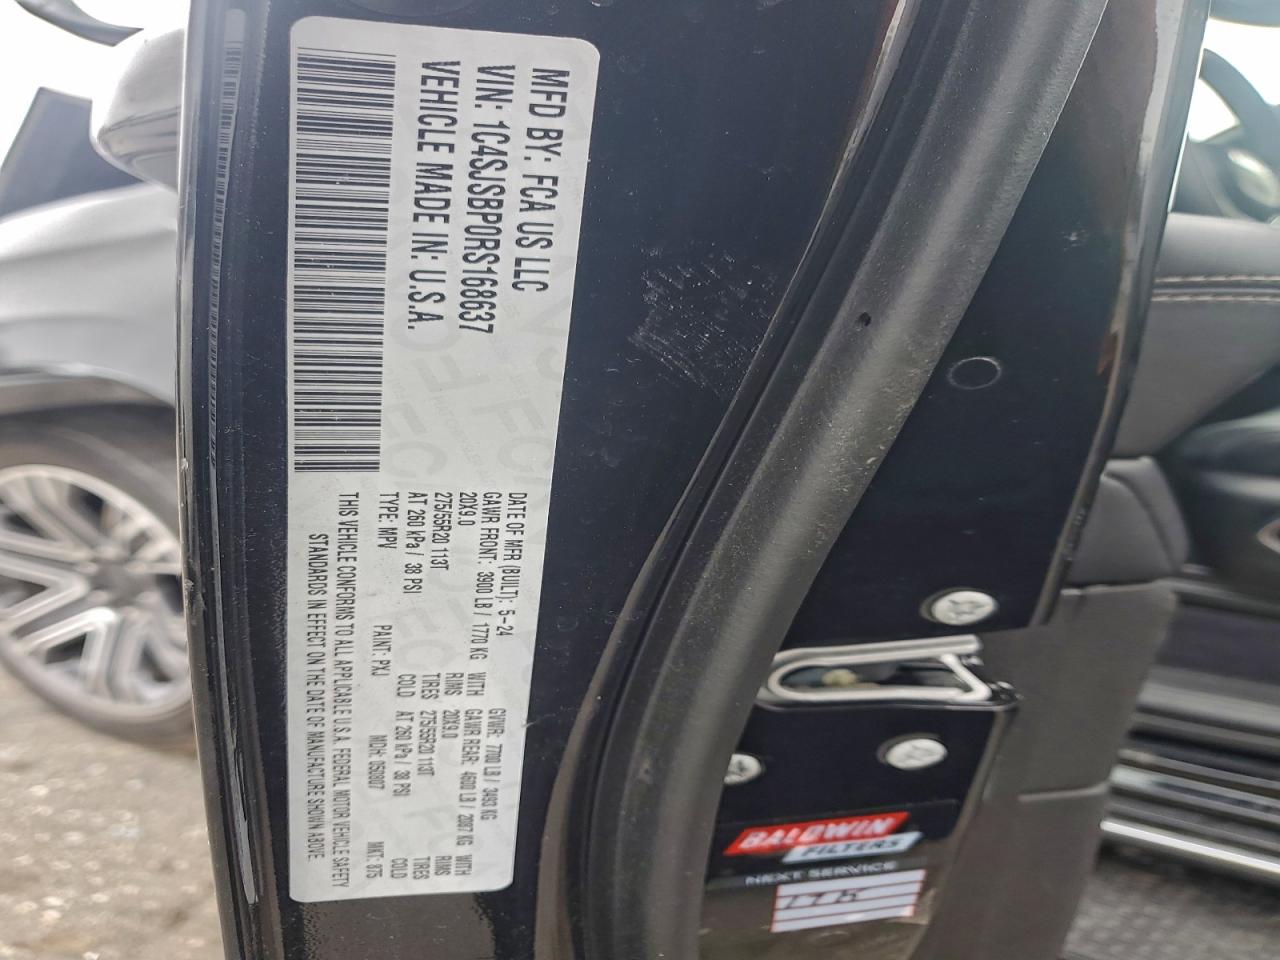 MFD BY: FCA US LLC
VIN: 1C4SJSBP0RS168637
VEHICLE MADE IN: U.S.A.
DATE OF MFR (BUILT): 5-24 GVWR: 7700 LB / 3493 KG
GAWR FRONT: 3900 LB / 1770 KG WITH GAWR REAR: 4600 LB / 2087 KG WITH
20X9.0 RIMS 20X9.0 RIMS
275/55R20 113T TIRES 275/55R20 113T TIRES
AT 260 kPa / 38 PSI COLD AT 260 kPa / 38 PSI COLD
TYPE: MPV PAINT: PXJ MDH: 050807 MKT: 875
THIS VEHICLE CONFORMS TO ALL APPLICABLE U.S.A. FEDERAL MOTOR VEHICLE SAFETY
STANDARDS IN EFFECT ON THE DATE OF MANUFACTURE SHOWN ABOVE.
BALDWIN
FILTERS
NEXT SERVICE